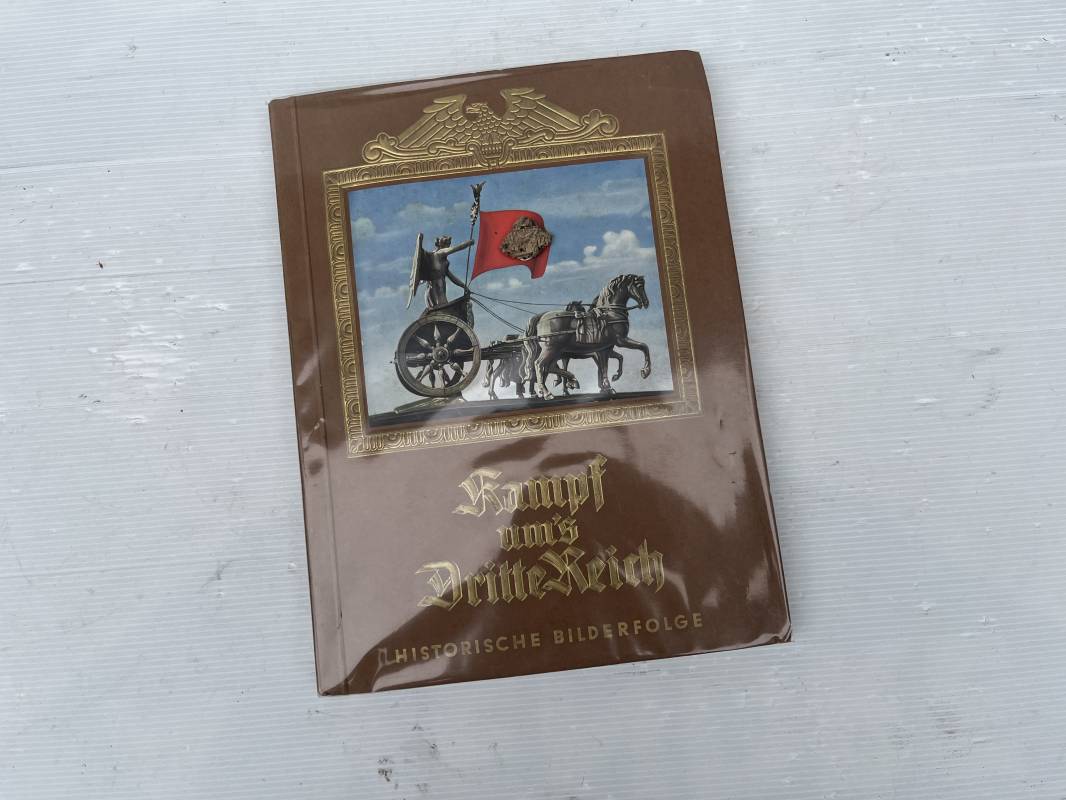 Kampf
um's
Dritte Reich
HISTORISCHE BILDERFOLGE